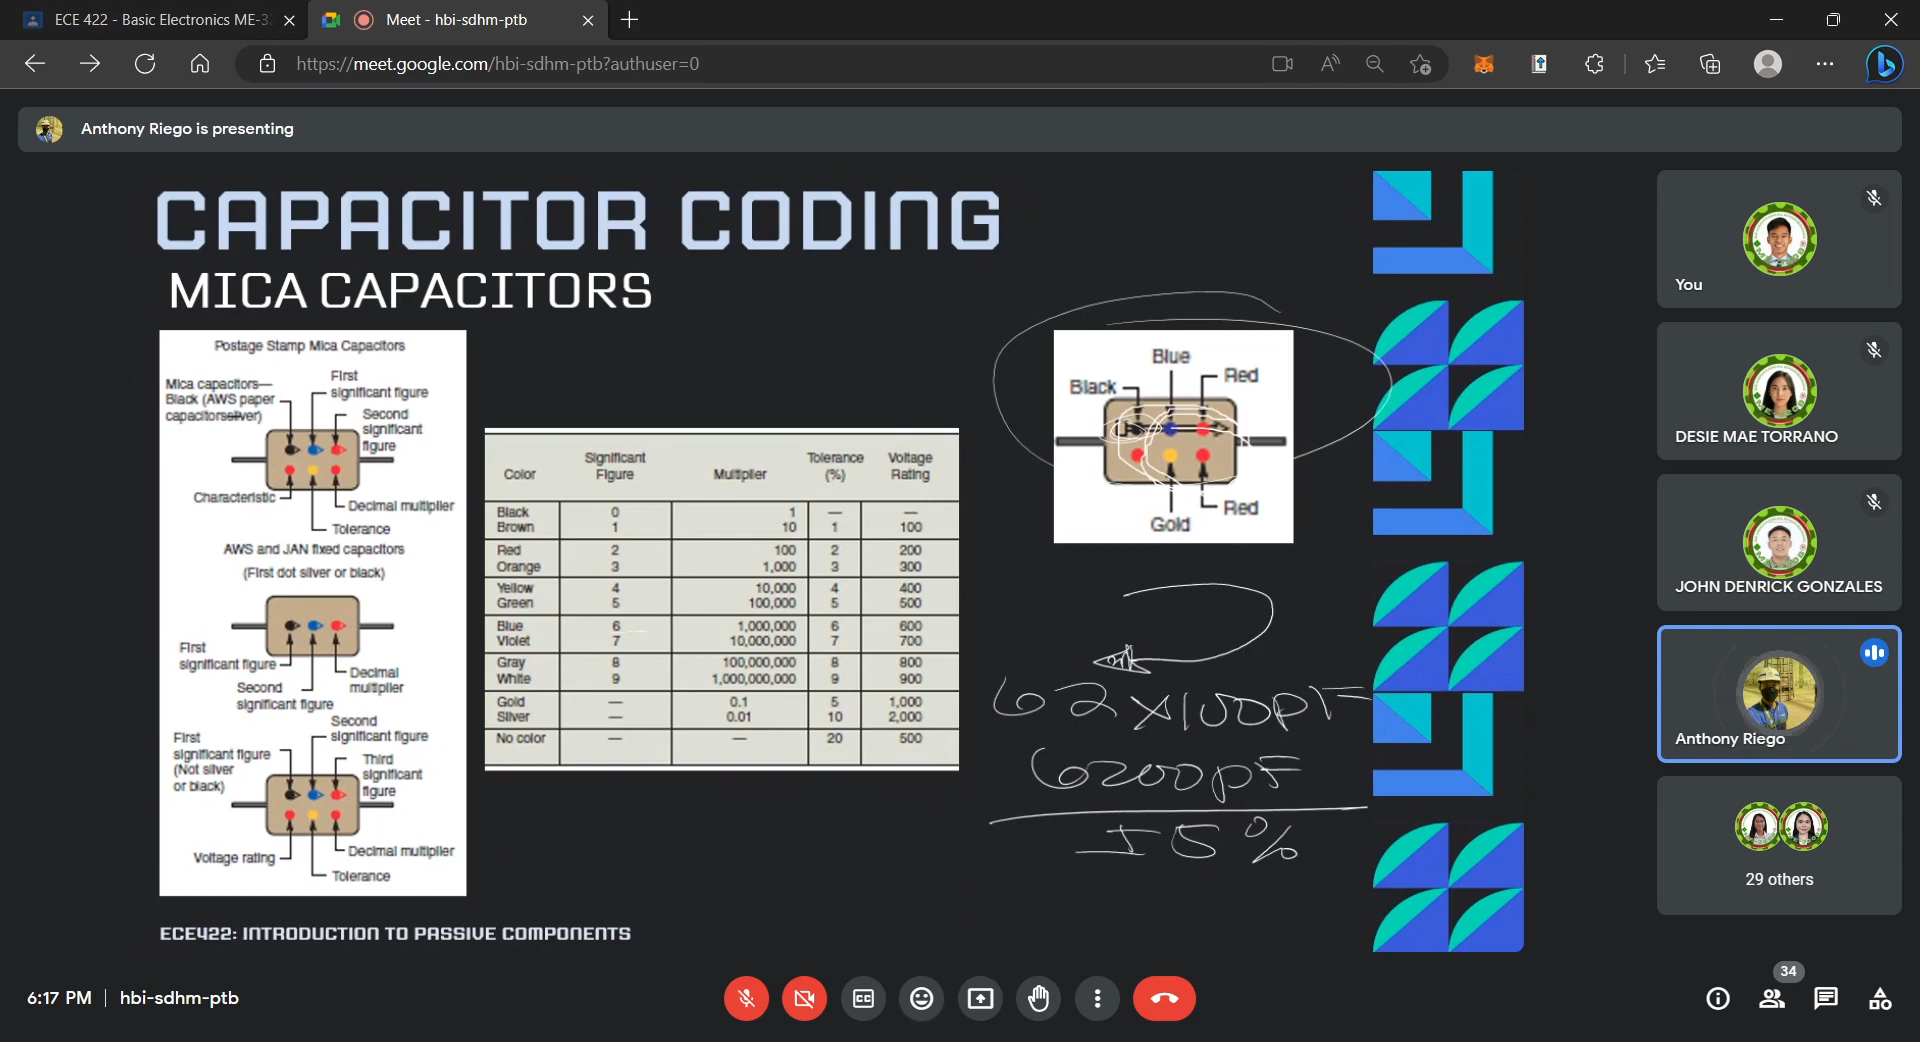 ECE 422 - Basic Electronics ME-3
Meet - hbi-sdhm-ptb
https://meet.google.com/hbi-sdhm-ptb?authuser=0
Anthony Riego is presenting
CAPACITOR CODING
MICA CAPACITORS
Postage Stamp Mica Capacitors
Mica capacitors—
Black (AWS paper
capacitorssilver)
First
significant figure
Second
significant
figure
Characteristic
Decimal multiplier
Tolerance
AWS and JAN fixed capacitors
(First dot silver or black)
First
significant figure
Second
significant figure
Decimal
multiplier
First
significant figure
(Not silver
or black)
Second
significant figure
Third
significant
figure
Voltage rating
Decimal multiplier
Tolerance
Color Significant Figure Multiplier Tolerance (%) Voltage Rating
Black 0 1 — —
Brown 1 10 1 100
Red 2 100 2 200
Orange 3 1,000 3 300
Yellow 4 10,000 4 400
Green 5 100,000 5 500
Blue 6 1,000,000 6 600
Violet 7 10,000,000 7 700
Gray 8 100,000,000 8 800
White 9 1,000,000,000 9 900
Gold — 0.1 5 1,000
Silver — 0.01 10 2,000
No color — — 20 500
Blue
Black
Red
Gold
Red
62 x100pF
6200pF
±5%
ECE422: INTRODUCTION TO PASSIVE COMPONENTS
You
DESIE MAE TORRANO
JOHN DENRICK GONZALES
Anthony Riego
29 others
6:17 PM | hbi-sdhm-ptb
34